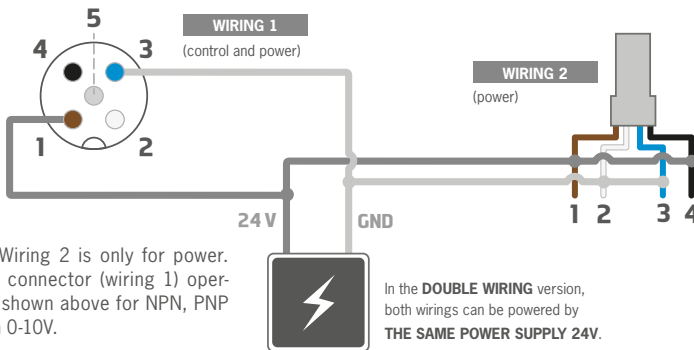 5
WIRING 1
4
3
(control and power)
WIRING 2
(power)
1
2
1 2 3 4
24 V
GND
Wiring 2 is only for power.
connector (wiring 1) oper-
shown above for NPN, PNP
0-10V.
In the DOUBLE WIRING version,
both wirings can be powered by
THE SAME POWER SUPPLY 24V.